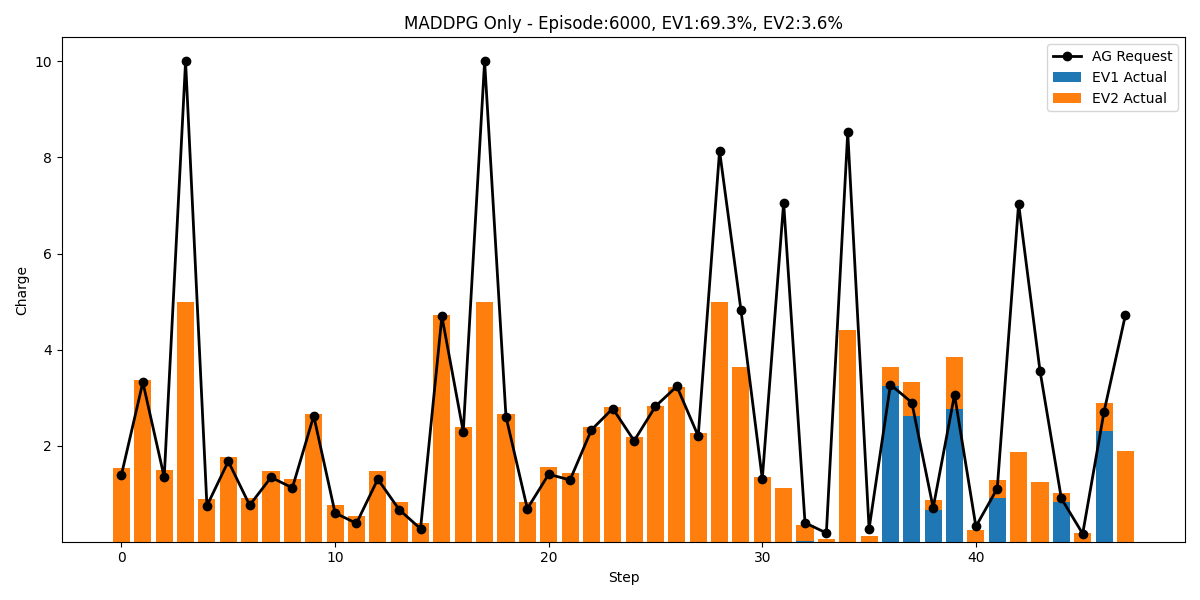 MADDPG Only - Episode:6000, EV1:69.3%, EV2:3.6%
AG Request
EV1 Actual
EV2 Actual
Charge
10
8
6
4
2
0
10
20
30
40
Step